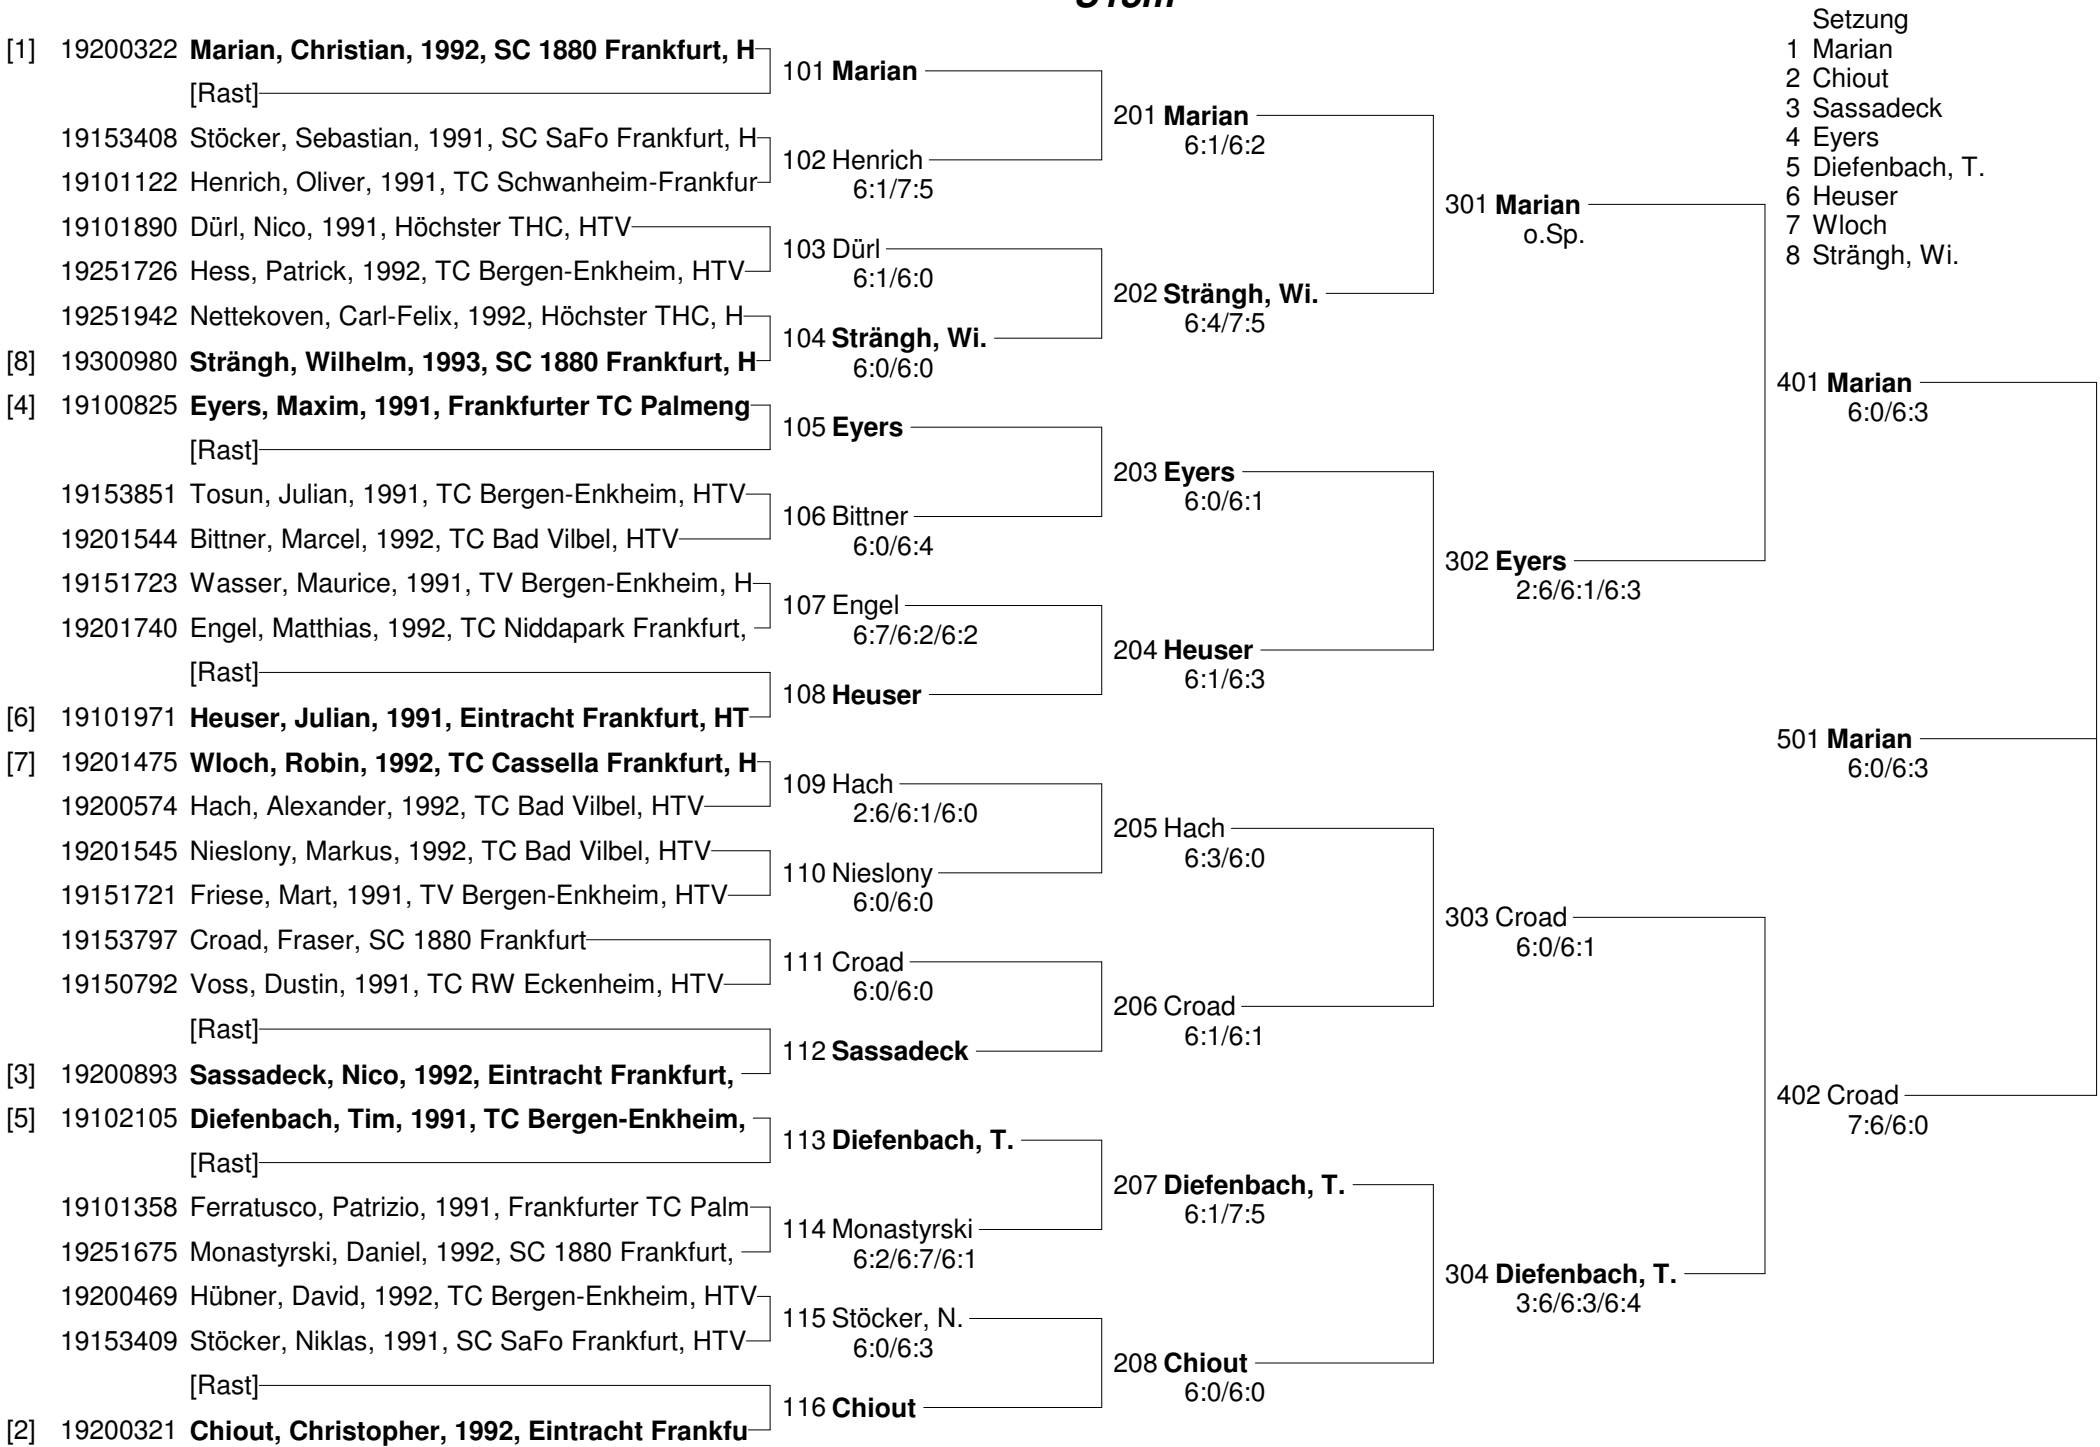 [1] 19200322 Marian, Christian, 1992, SC 1880 Frankfurt, H
[Rast]
19153408 Stöcker, Sebastian, 1991, SC SaFo Frankfurt, H
19101122 Henrich, Oliver, 1991, TC Schwanheim-Frankfur
19101890 Dürl, Nico, 1991, Höchster THC, HTV
19251726 Hess, Patrick, 1992, TC Bergen-Enkheim, HTV
19251942 Nettekoven, Carl-Felix, 1992, Höchster THC, H
[8] 19300980 Strängh, Wilhelm, 1993, SC 1880 Frankfurt, H
[4] 19100825 Eyers, Maxim, 1991, Frankfurter TC Palmeng
[Rast]
19153851 Tosun, Julian, 1991, TC Bergen-Enkheim, HTV
19201544 Bittner, Marcel, 1992, TC Bad Vilbel, HTV
19151723 Wasser, Maurice, 1991, TV Bergen-Enkheim, H
19201740 Engel, Matthias, 1992, TC Niddapark Frankfurt,
[Rast]
[6] 19101971 Heuser, Julian, 1991, Eintracht Frankfurt, HT
[7] 19201475 Wloch, Robin, 1992, TC Cassella Frankfurt, H
19200574 Hach, Alexander, 1992, TC Bad Vilbel, HTV
19201545 Nieslony, Markus, 1992, TC Bad Vilbel, HTV
19151721 Friese, Mart, 1991, TV Bergen-Enkheim, HTV
19153797 Croad, Fraser, SC 1880 Frankfurt
19150792 Voss, Dustin, 1991, TC RW Eckenheim, HTV
[Rast]
[3] 19200893 Sassadeck, Nico, 1992, Eintracht Frankfurt,
[5] 19102105 Diefenbach, Tim, 1991, TC Bergen-Enkheim,
[Rast]
19101358 Ferratusco, Patrizio, 1991, Frankfurter TC Palm
19251675 Monastyrski, Daniel, 1992, SC 1880 Frankfurt,
19200469 Hübner, David, 1992, TC Bergen-Enkheim, HTV
19153409 Stöcker, Niklas, 1991, SC SaFo Frankfurt, HTV
[Rast]
[2] 19200321 Chiout, Christopher, 1992, Eintracht Frankfu
101 Marian
102 Henrich
6:1/7:5
103 Dürl
6:1/6:0
104 Strängh, Wi.
6:0/6:0
105 Eyers
106 Bittner
6:0/6:4
107 Engel
6:7/6:2/6:2
108 Heuser
109 Hach
2:6/6:1/6:0
110 Nieslony
6:0/6:0
111 Croad
6:0/6:0
112 Sassadeck
113 Diefenbach, T.
114 Monastyrski
6:2/6:7/6:1
115 Stöcker, N.
6:0/6:3
116 Chiout
201 Marian
6:1/6:2
202 Strängh, Wi.
6:4/7:5
203 Eyers
6:0/6:1
204 Heuser
6:1/6:3
205 Hach
6:3/6:0
206 Croad
6:1/6:1
207 Diefenbach, T.
6:1/7:5
208 Chiout
6:0/6:0
301 Marian
o.Sp.
302 Eyers
2:6/6:1/6:3
303 Croad
6:0/6:1
304 Diefenbach, T.
3:6/6:3/6:4
Setzung
1 Marian
2 Chiout
3 Sassadeck
4 Eyers
5 Diefenbach, T.
6 Heuser
7 Wloch
8 Strängh, Wi.
401 Marian
6:0/6:3
501 Marian
6:0/6:3
402 Croad
7:6/6:0